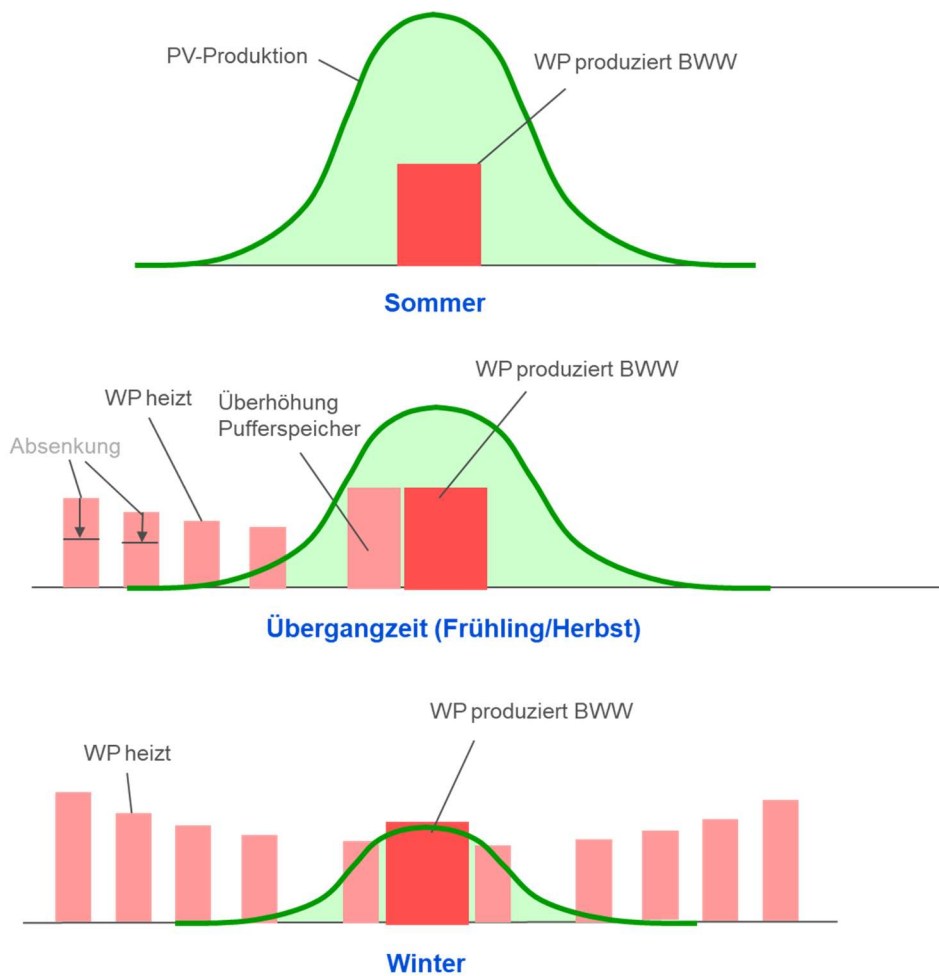 PV-Produktion
WP produziert BWW
Sommer
WP produziert BWW
WP heizt
Überhöhung
Pufferspeicher
Absenkung
Übergangzeit (Frühling/Herbst)
WP produziert BWW
WP heizt
Winter